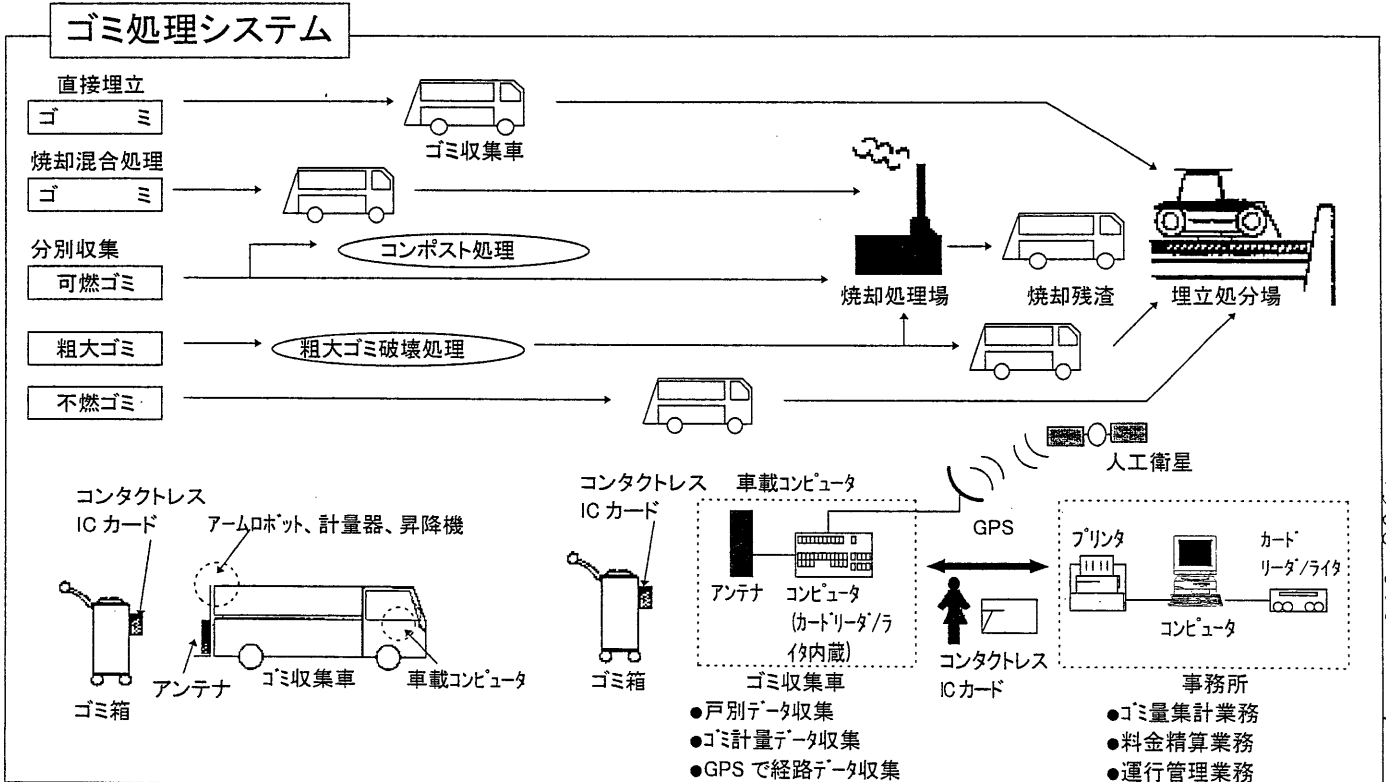 ゴミ処理システム
直接埋立
ゴ ミ
ゴミ収集車
焼却混合処理
ゴ ミ
分別収集
コンポスト処理
可燃ゴミ
焼却処理場
焼却残渣
埋立処分場
粗大ゴミ
粗大ゴミ破壊処理
不燃ゴミ
人工衛星
コンタクトレス
ICカード
アームロボット、計量器、昇降機
アンテナ
ゴミ収集車
車載コンピュータ
ゴミ箱
コンタクトレス
ICカード
ゴミ箱
車載コンピュータ
アンテナ
コンピュータ
(カードリーダ/ラ
イタ内蔵)
ゴミ収集車
●戸別データ収集
●ゴミ計量データ収集
●GPSで経路データ収集
GPS
コンタクトレス
ICカード
プリンタ
カード
リーダ/ライタ
コンピュータ
事務所
●ゴミ量集計業務
●料金精算業務
●運行管理業務